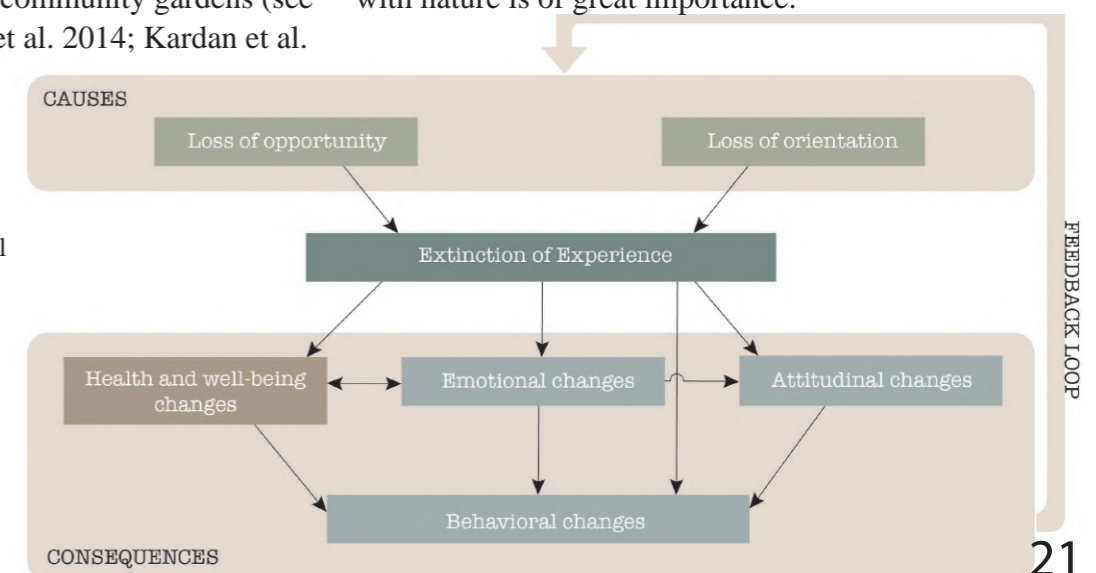 community gardens (see
et al. 2014; Kardan et al.
with nature is of great importance.
CAUSES
Loss of opportunity
Loss of orientation
Extinction of Experience
Health and well-being
changes
Emotional changes
Attitudinal changes
Behavioral changes
CONSEQUENCES
FEEDBACK LOOP
21